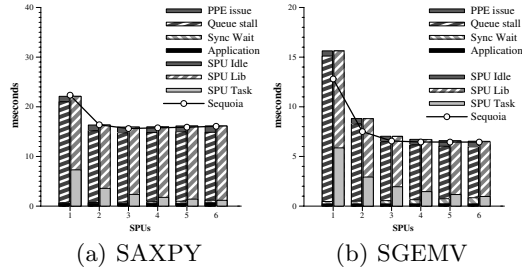 40
30
20
10
0
mseconds
1 2 3 4 5 6
SPUs
PPE issue
Queue stall
Sync Wait
Application
SPU Idle
SPU Lib
SPU Task
Sequoia
(a) SAXPY
20
15
10
5
0
mseconds
1 2 3 4 5 6
SPUs
PPE issue
Queue stall
Sync Wait
Application
SPU Idle
SPU Lib
SPU Task
Sequoia
(b) SGEMV